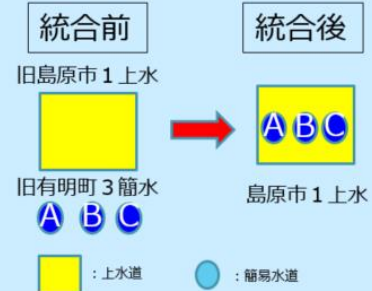 統合前
統合後
旧島原市1上水
A B C
旧有明町3簡水
島原市1上水
A B C
：上水道
：簡易水道